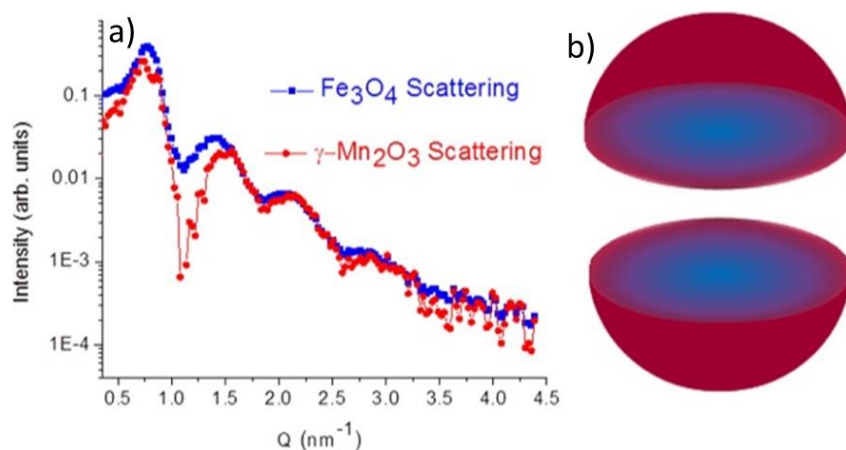 a)
b)
Fe₃O₄ Scattering
γ-Mn₂O₃ Scattering
Intensity (arb. units)
0.1
0.01
1E-3
1E-4
0.5 1.0 1.5 2.0 2.5 3.0 3.5 4.0 4.5
Q (nm⁻¹)